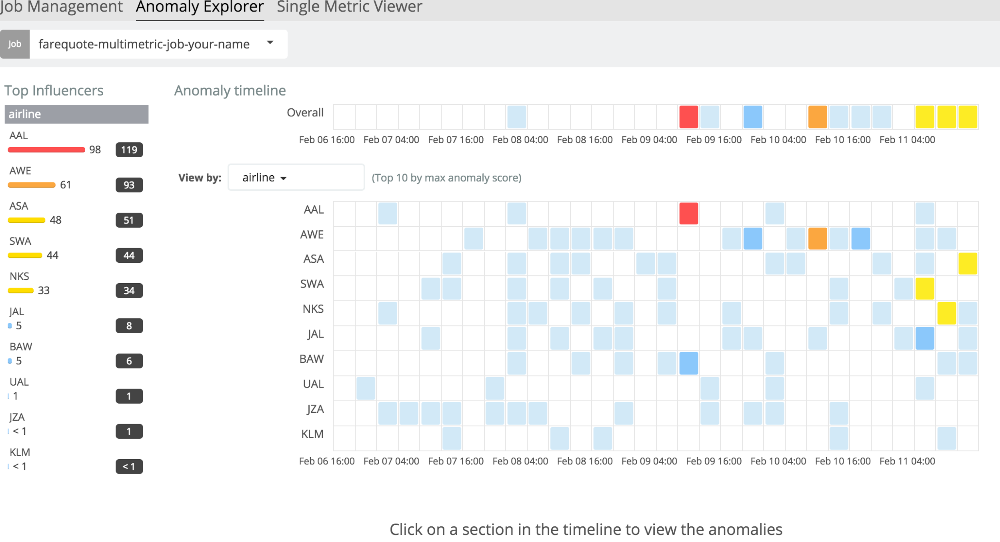 Job Management Anomaly Explorer Single Metric Viewer
Job farequote-multimetric-job-your-name
Top Influencers
airline
AAL
98 119
AWE
61 93
ASA
48 51
SWA
44 44
NKS
33 34
JAL
5 8
BAW
5 6
UAL
1 1
JZA
< 1 1
KLM
< 1 < 1
Anomaly timeline
Overall
Feb 06 16:00 Feb 07 04:00 Feb 07 16:00 Feb 08 04:00 Feb 08 16:00 Feb 09 04:00 Feb 09 16:00 Feb 10 04:00 Feb 10 16:00 Feb 11 04:00
View by: airline (Top 10 by max anomaly score)
AAL
AWE
ASA
SWA
NKS
JAL
BAW
UAL
JZA
KLM
Feb 06 16:00 Feb 07 04:00 Feb 07 16:00 Feb 08 04:00 Feb 08 16:00 Feb 09 04:00 Feb 09 16:00 Feb 10 04:00 Feb 10 16:00 Feb 11 04:00
Click on a section in the timeline to view the anomalies